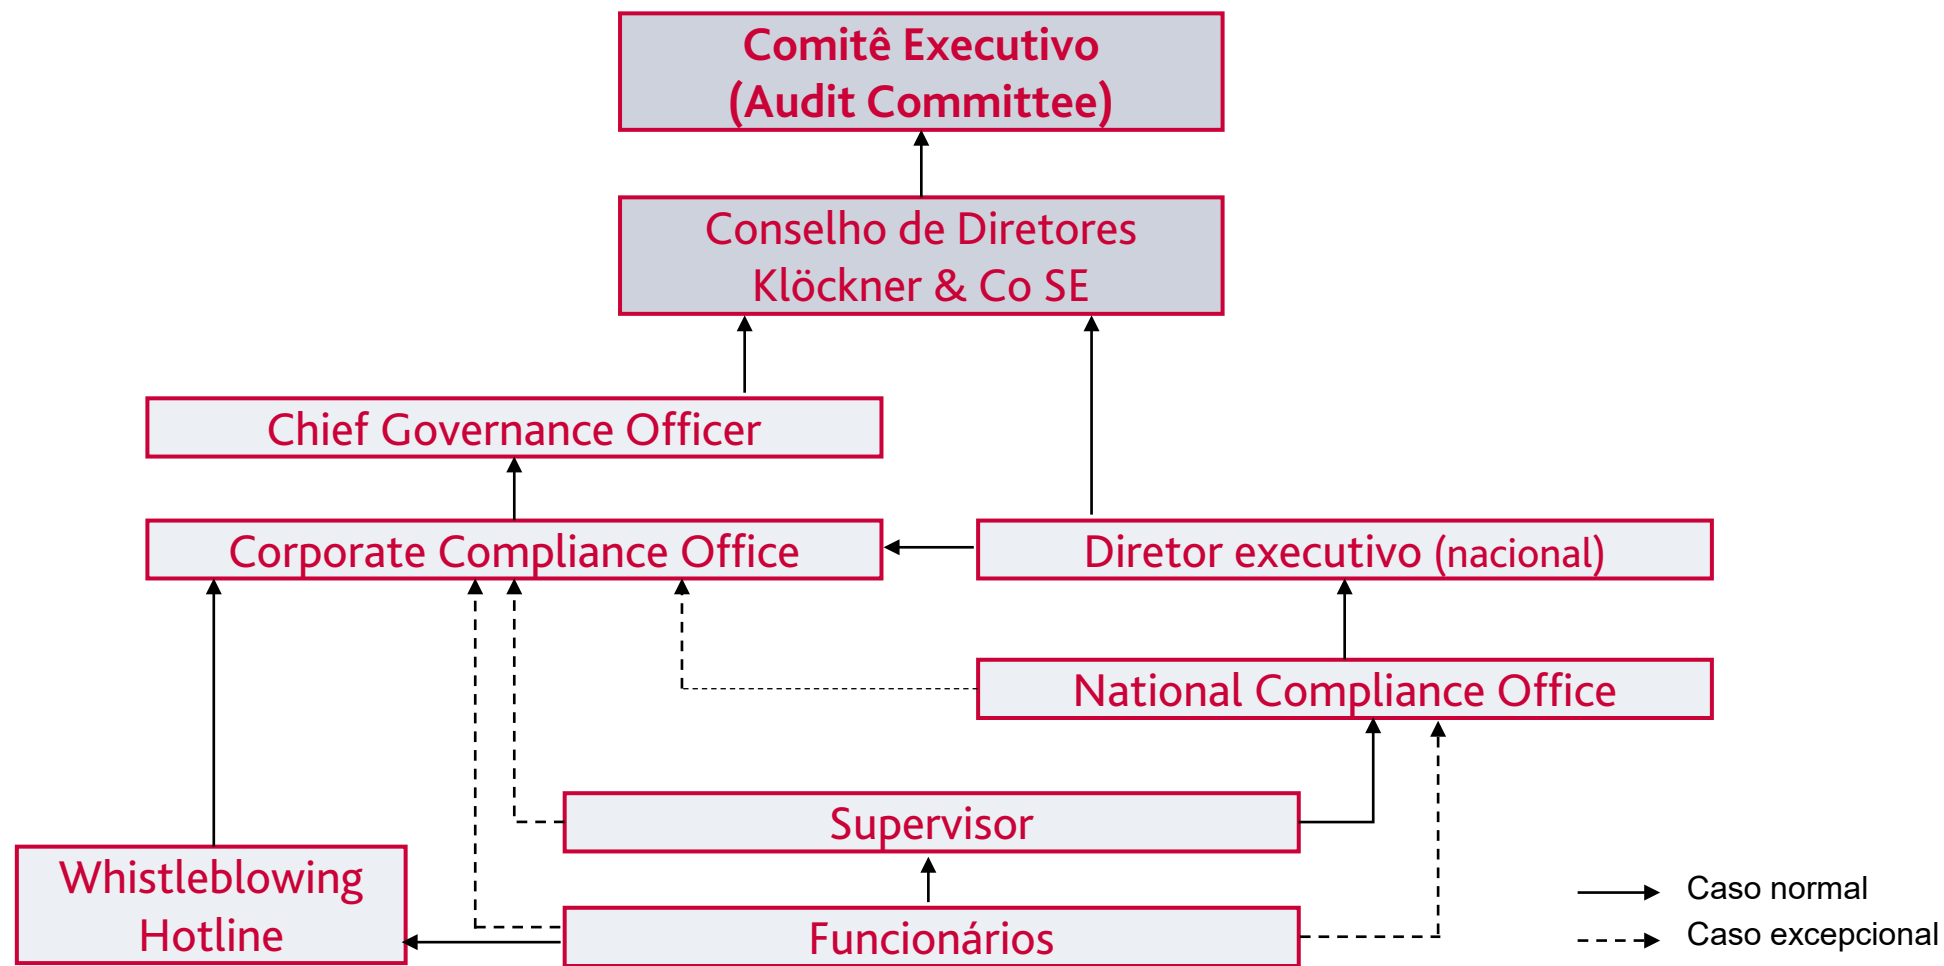 Comitê Executivo
(Audit Committee)
Conselho de Diretores
Klöckner & Co SE
Chief Governance Officer
Corporate Compliance Office
Diretor executivo (nacional)
National Compliance Office
Supervisor
Whistleblowing
Hotline
Funcionários
Caso normal
Caso excepcional